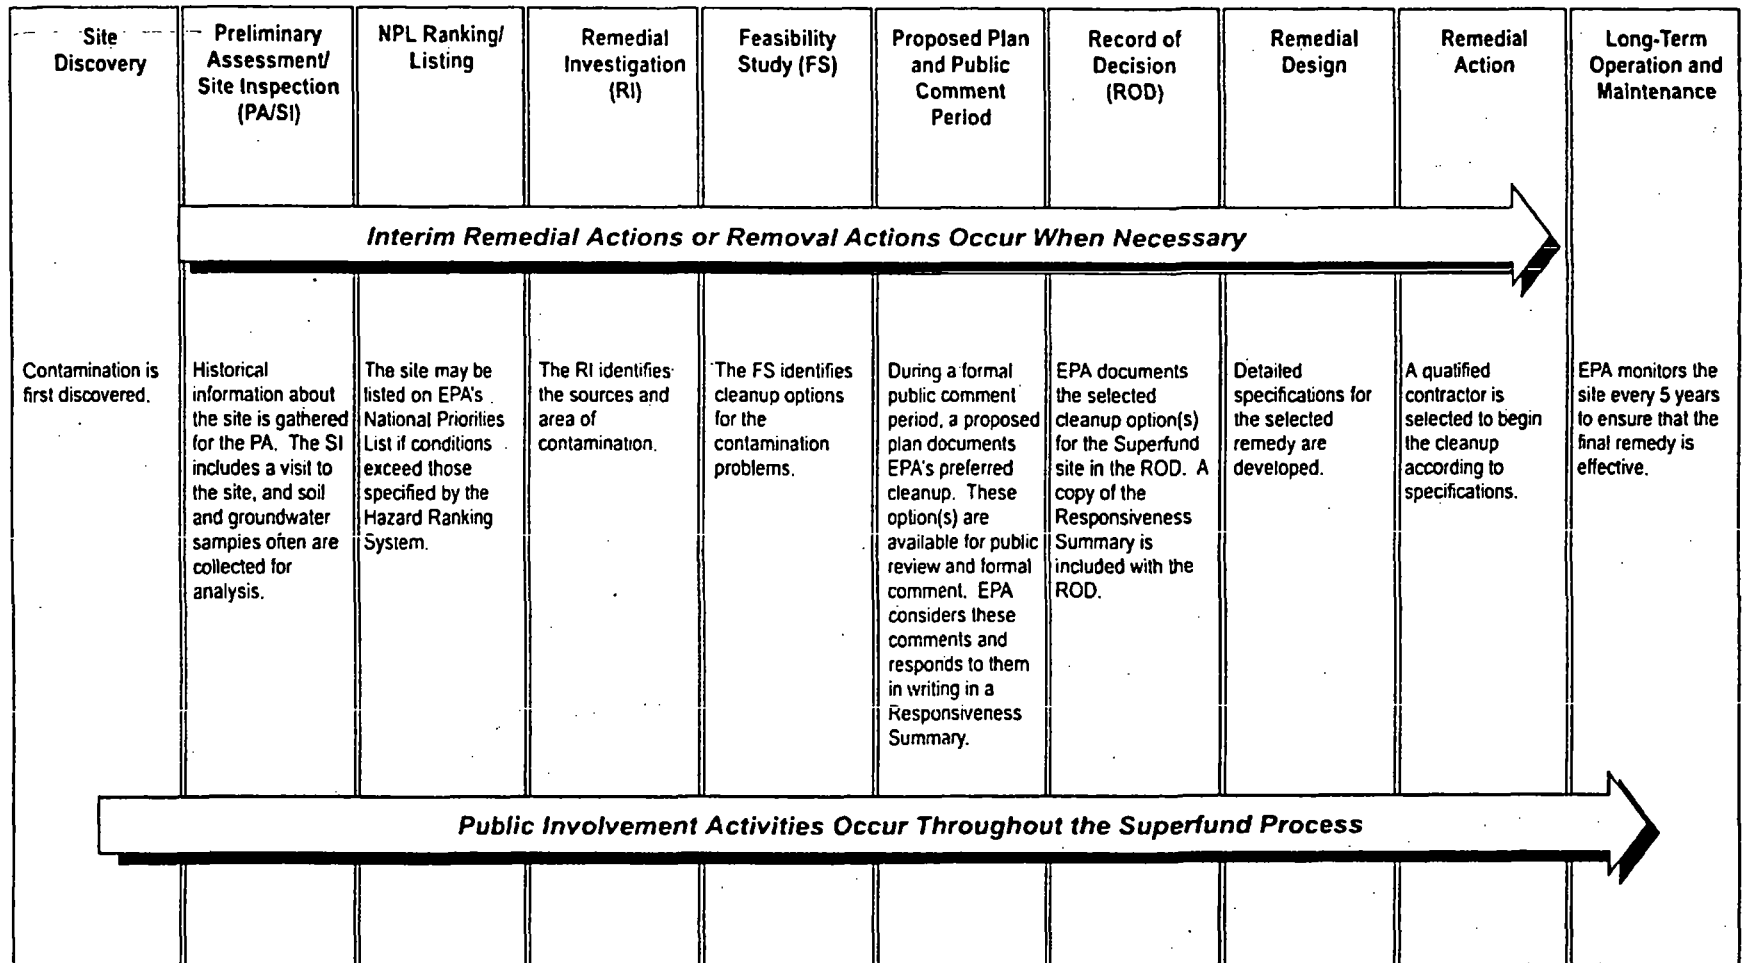 Site
Discovery
Preliminary
Assessment/
Site Inspection
(PA/SI)
NPL Ranking/
Listing
Remedial
Investigation
(RI)
Feasibility
Study (FS)
Proposed Plan
and Public
Comment
Period
Record of
Decision
(ROD)
Remedial
Design
Remedial
Action
Long-Term
Operation and
Maintenance
Interim Remedial Actions or Removal Actions Occur When Necessary
Contamination is
first discovered.
Historical
information about
the site is gathered
for the PA. The SI
includes a visit to
the site, and soil
and groundwater
samples often are
collected for
analysis.
The site may be
listed on EPA's
National Priorities
List if conditions
exceed those
specified by the
Hazard Ranking
System.
The RI identifies
the sources and
area of
contamination.
The FS identifies
cleanup options
for the
contamination
problems.
During a formal
public comment
period, a proposed
plan documents
EPA's preferred
cleanup. These
option(s) are
available for public
review and formal
comment. EPA
considers these
comments and
responds to them
in writing in a
Responsiveness
Summary.
EPA documents
the selected
cleanup option(s)
for the Superfund
site in the ROD. A
copy of the
Responsiveness
Summary is
included with the
ROD.
Detailed
specifications for
the selected
remedy are
developed.
A qualified
contractor is
selected to begin
the cleanup
according to
specifications.
EPA monitors the
site every 5 years
to ensure that the
final remedy is
effective.
Public Involvement Activities Occur Throughout the Superfund Process